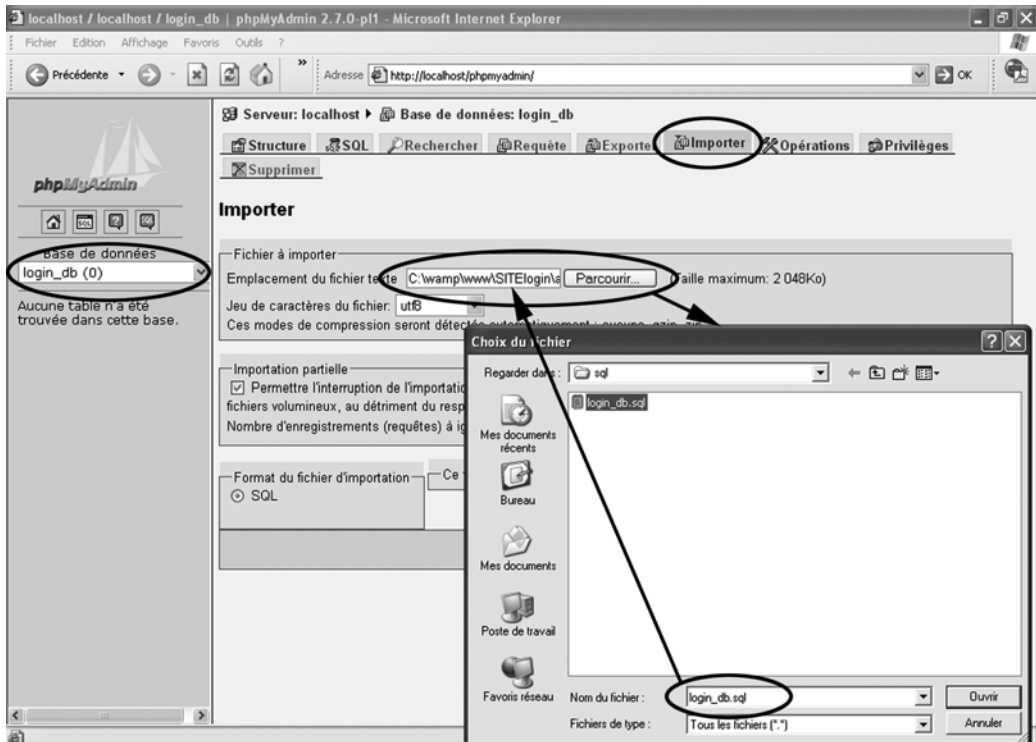 localhost / localhost / login_db | phpMyAdmin 2.7.0-pl1 - Microsoft Internet Explorer
Fichier Edition Affichage Favoris Outils ?
Précédente » Adresse http://localhost/phpmyadmin/ OK
Serveur: localhost Base de données: login_db
Structure SQL Rechercher Requête Exporte Importer Opérations Privilèges
Supprimer
phpMyAdmin
SQL
Importer
Base de données
login_db (0)
Aucune table n'a été
trouvée dans cette base.
Fichier à importer
Emplacement du fichier texte C:\wamp\www\SITElogin\a Parcourir... (Taille maximum: 2 048Ko)
Jeu de caractères du fichier: utf8
Ces modes de compression seront détectés automatiquement : aucune, gzip, zip
Importation partielle
Permettre l'interruption de l'importatio
fichiers volumineux, au détriment du resp
Nombre d'enregistrements (requêtes) à ig
Format du fichier d'importation
Ce
SQL
Choix du fichier
Regarder dans : sql
login_db.sql
Mes documents
récents
Bureau
Mes documents
Poste de travail
Favoris réseau
Nom du fichier : login_db.sql Ouvrir
Fichiers de type : Tous les fichiers (*.*) Annuler